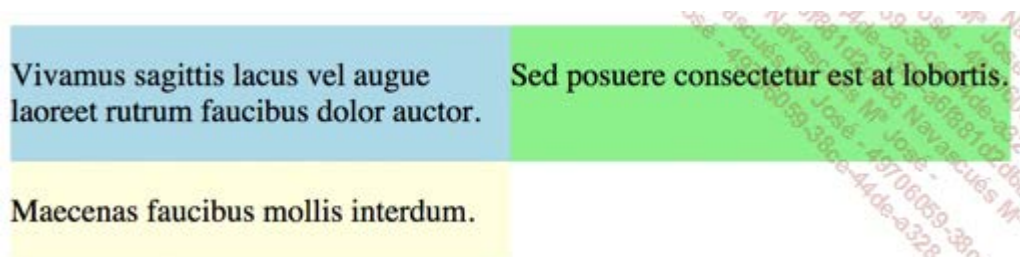 Vivamus sagittis lacus vel augue
laoreet rutrum faucibus dolor auctor.
Sed posuere consectetur est at lobortis.
Maecenas faucibus mollis interdum.